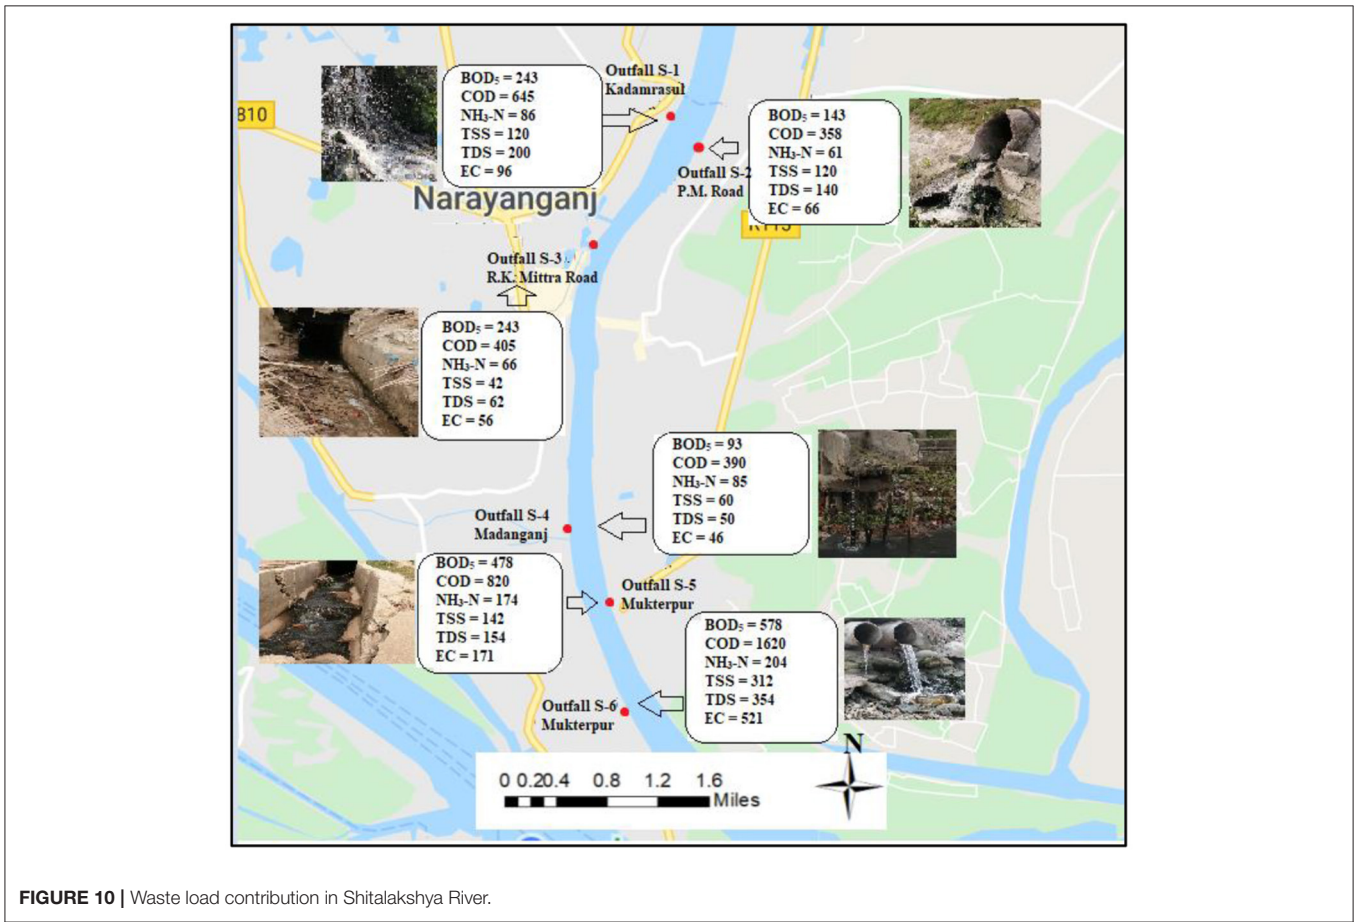 810
BOD₅ = 243
COD = 645
NH₃-N = 86
TSS = 120
TDS = 200
EC = 96
Outfall S-1
Kadamrasul
BOD₅ = 143
COD = 358
NH₃-N = 61
TSS = 120
TDS = 140
EC = 66
Outfall S-2
P.M. Road
Narayanganj
Outfall S-3
R.K. Mittra Road
BOD₅ = 243
COD = 405
NH₃-N = 66
TSS = 42
TDS = 62
EC = 56
BOD₅ = 93
COD = 390
NH₃-N = 85
TSS = 60
TDS = 50
EC = 46
Outfall S-4
Madanganj
BOD₅ = 478
COD = 820
NH₃-N = 174
TSS = 142
TDS = 154
EC = 171
Outfall S-5
Mukterpur
BOD₅ = 578
COD = 1620
NH₃-N = 204
TSS = 312
TDS = 354
EC = 521
Outfall S-6
Mukterpur
N
0 0.20.4 0.8 1.2 1.6
Miles
FIGURE 10 | Waste load contribution in Shitalakshya River.